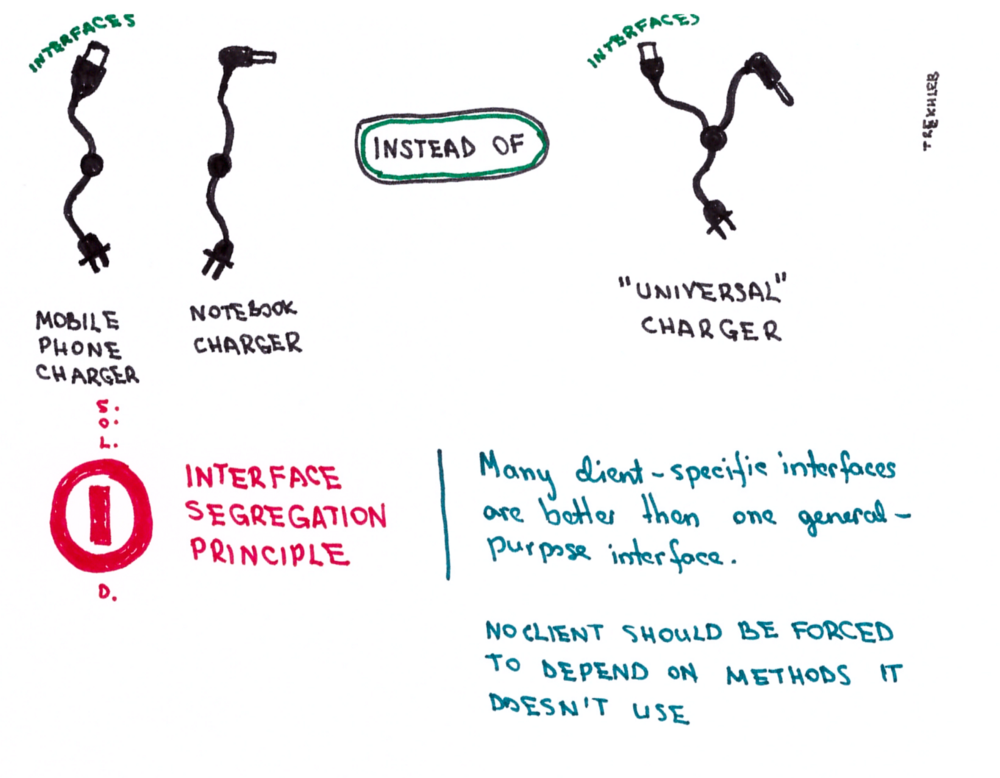 INTERFACES
INTERFACES
TREKHLEB
INSTEAD OF
MOBILE
PHONE
CHARGER
NOTEBOOK
CHARGER
"UNIVERSAL"
CHARGER
S.
O.
L.
I
D.
INTERFACE
SEGREGATION
PRINCIPLE
Many client-specific interfaces
are better then one general-
purpose interface.
NO CLIENT SHOULD BE FORCED
TO DEPEND ON METHODS IT
DOESN'T USE